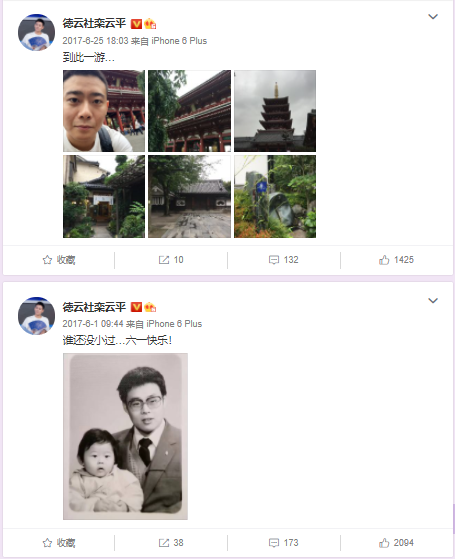 德云社栾云平
2017-6-25 18:03 来自 iPhone 6 Plus
到此一游...
收藏 10 132 1425
德云社栾云平
2017-6-1 09:44 来自 iPhone 6 Plus
谁还没小过...六一快乐!
收藏 38 173 2094